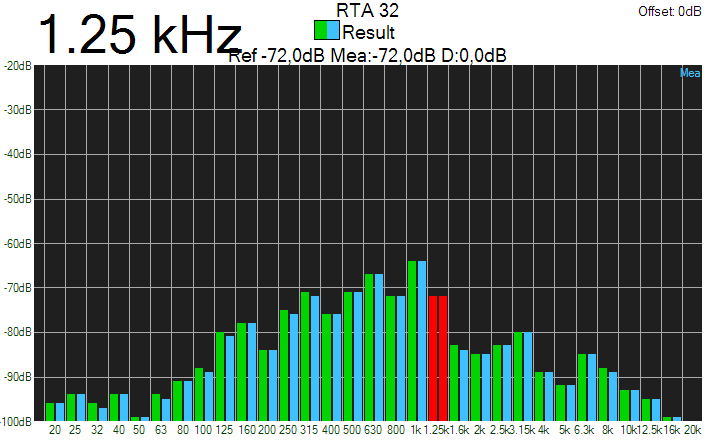 RTA 32
Offset: 0dB
1.25 kHz
Result
Ref -72,0dB Mea:-72,0dB D:0,0dB
Mea
-20dB
-30dB
-40dB
-50dB
-60dB
-70dB
-80dB
-90dB
-100dB
20 25 32 40 50 63 80 100 125 160 200 250 315 400 500 630 800 1k 1.25k 1.6k 2k 2.5k 3.15k 4k 5k 6.3k 8k 10k 12.5k 16k 20k